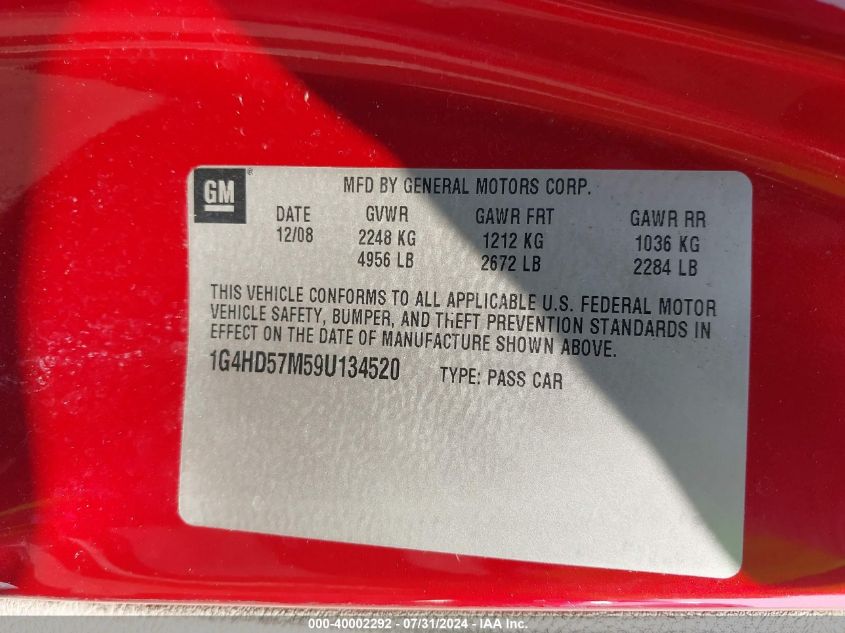 GM ® MFD BY GENERAL MOTORS CORP.
DATE GVWR GAWR FRT GAWR RR
12/08 2248 KG 1212 KG 1036 KG
4956 LB 2672 LB 2284 LB
THIS VEHICLE CONFORMS TO ALL APPLICABLE U.S. FEDERAL MOTOR
VEHICLE SAFETY, BUMPER, AND THEFT PREVENTION STANDARDS IN
EFFECT ON THE DATE OF MANUFACTURE SHOWN ABOVE.
1G4HD57M59U134520 TYPE: PASS CAR
000-40002292 - 07/31/2024 - IAA Inc.